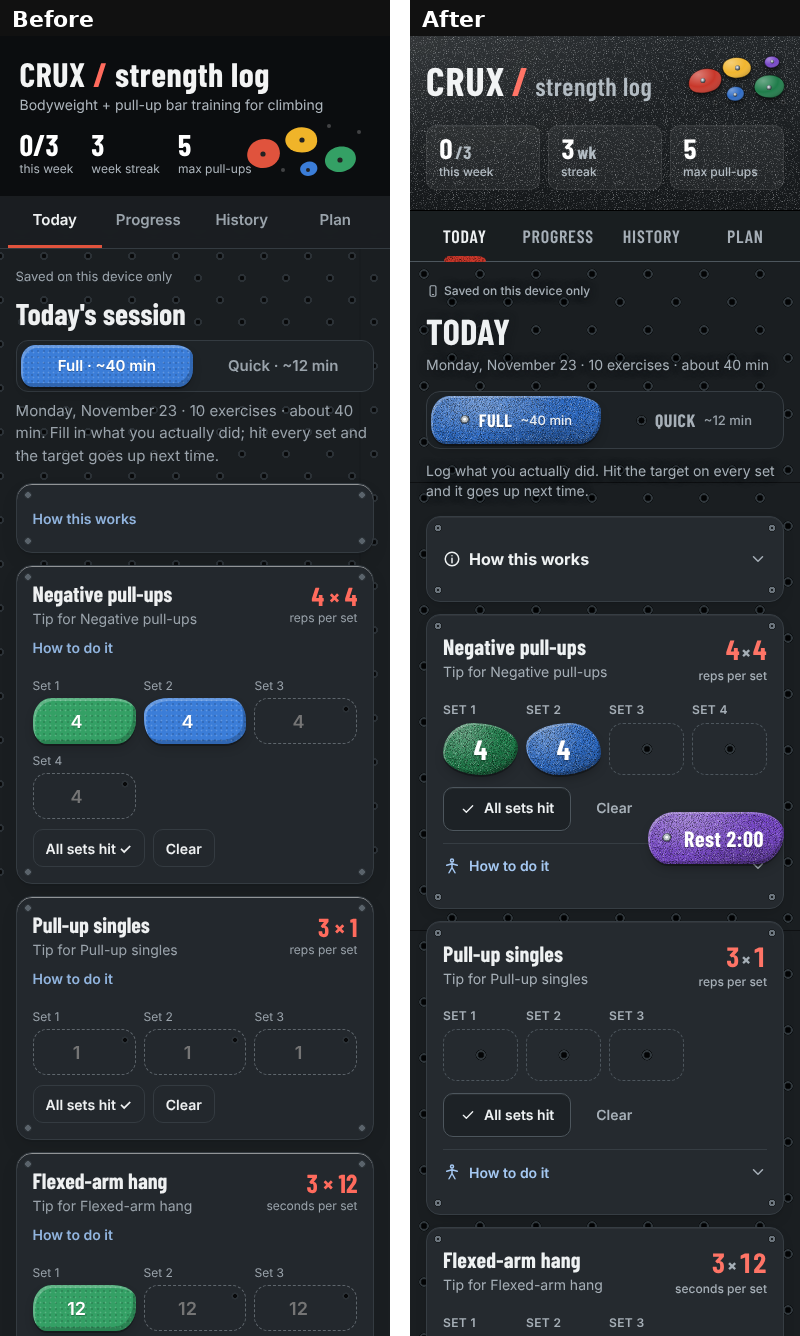 Before
CRUX / strength log
Bodyweight + pull-up bar training for climbing
0/3 3 5
this week week streak max pull-ups
Today Progress History Plan
Saved on this device only
Today's session
Full · ~40 min Quick · ~12 min
Monday, November 23 · 10 exercises · about 40
min. Fill in what you actually did; hit every set and
the target goes up next time.
How this works
Negative pull-ups 4 × 4
Tip for Negative pull-ups reps per set
How to do it
Set 1 Set 2 Set 3
4 4 4
Set 4
4
All sets hit ✓ Clear
Pull-up singles 3 × 1
Tip for Pull-up singles reps per set
How to do it
Set 1 Set 2 Set 3
1 1 1
All sets hit ✓ Clear
Flexed-arm hang 3 × 12
Tip for Flexed-arm hang seconds per set
How to do it
Set 1 Set 2 Set 3
12 12 12
After
CRUX / strength log
0/3 3 wk 5
this week streak max pull-ups
TODAY PROGRESS HISTORY PLAN
Saved on this device only
TODAY
Monday, November 23 · 10 exercises · about 40 min
FULL ~40 min QUICK ~12 min
Log what you actually did. Hit the target on every set
and it goes up next time.
How this works
Negative pull-ups 4×4
Tip for Negative pull-ups reps per set
SET 1 SET 2 SET 3 SET 4
4 4
✓ All sets hit Clear
Rest 2:00
How to do it
Pull-up singles 3×1
Tip for Pull-up singles reps per set
SET 1 SET 2 SET 3
✓ All sets hit Clear
How to do it
Flexed-arm hang 3×12
Tip for Flexed-arm hang seconds per set
SET 1 SET 2 SET 3